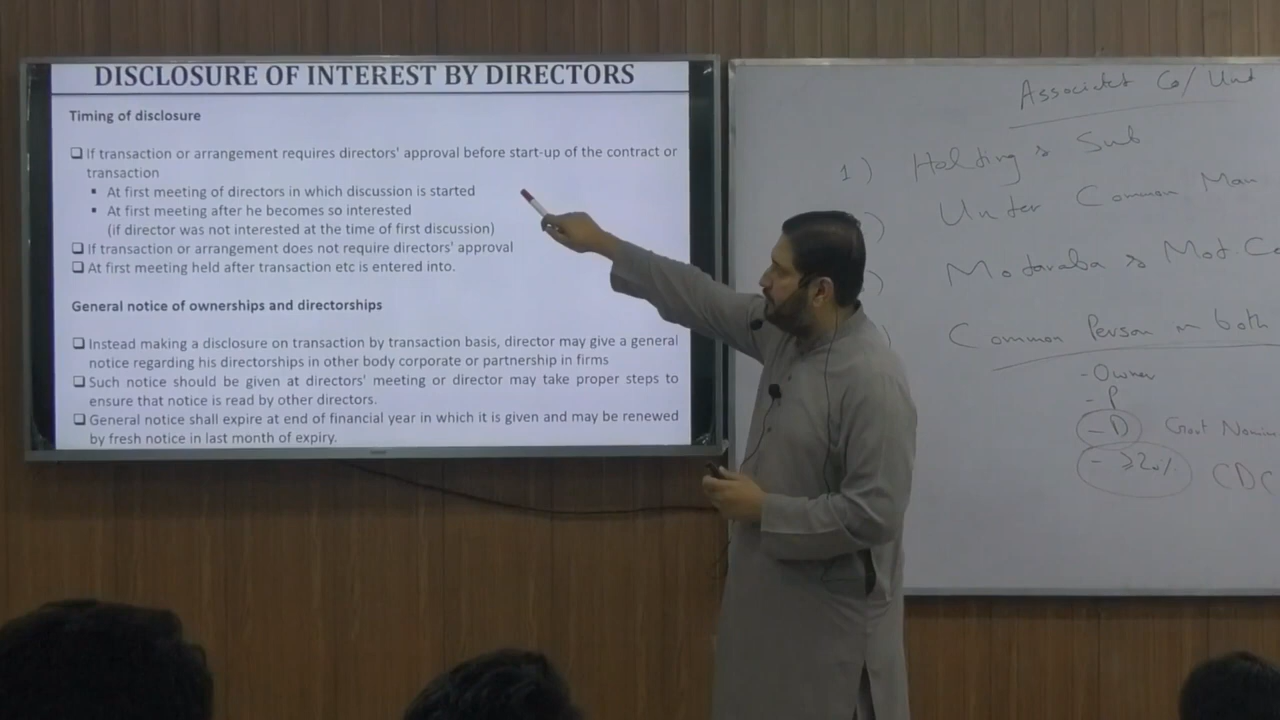 DISCLOSURE OF INTEREST BY DIRECTORS
Timing of disclosure
If transaction or arrangement requires directors' approval before start-up of the contract or
transaction
At first meeting of directors in which discussion is started
At first meeting after he becomes so interested
(if director was not interested at the time of first discussion)
If transaction or arrangement does not require directors' approval
At first meeting held after transaction etc is entered into.
General notice of ownerships and directorships
Instead making a disclosure on transaction by transaction basis, director may give a general
notice regarding his directorships in other body corporate or partnership in firms
Such notice should be given at directors' meeting or director may take proper steps to
ensure that notice is read by other directors.
General notice shall expire at end of financial year in which it is given and may be renewed
by fresh notice in last month of expiry.
Co/
1) Holding & Sub
Under Common Man
&
Common Person in both
- Owner
- P
- D
- ≥20%
CDC